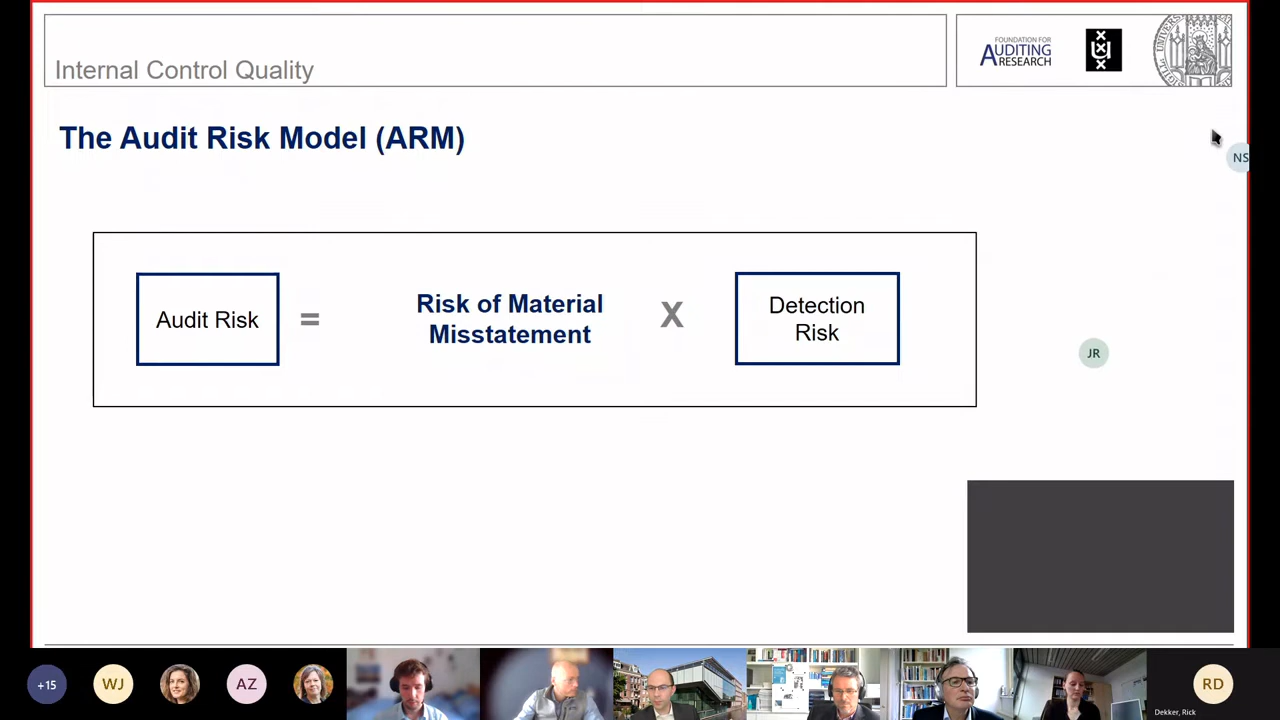 Internal Control Quality
FOUNDATION FOR
AUDITING
RESEARCH
The Audit Risk Model (ARM)
NS
Audit Risk
=
Risk of Material
Misstatement
X
Detection
Risk
JR
+15
WJ
AZ
RD
Dekker, Rick